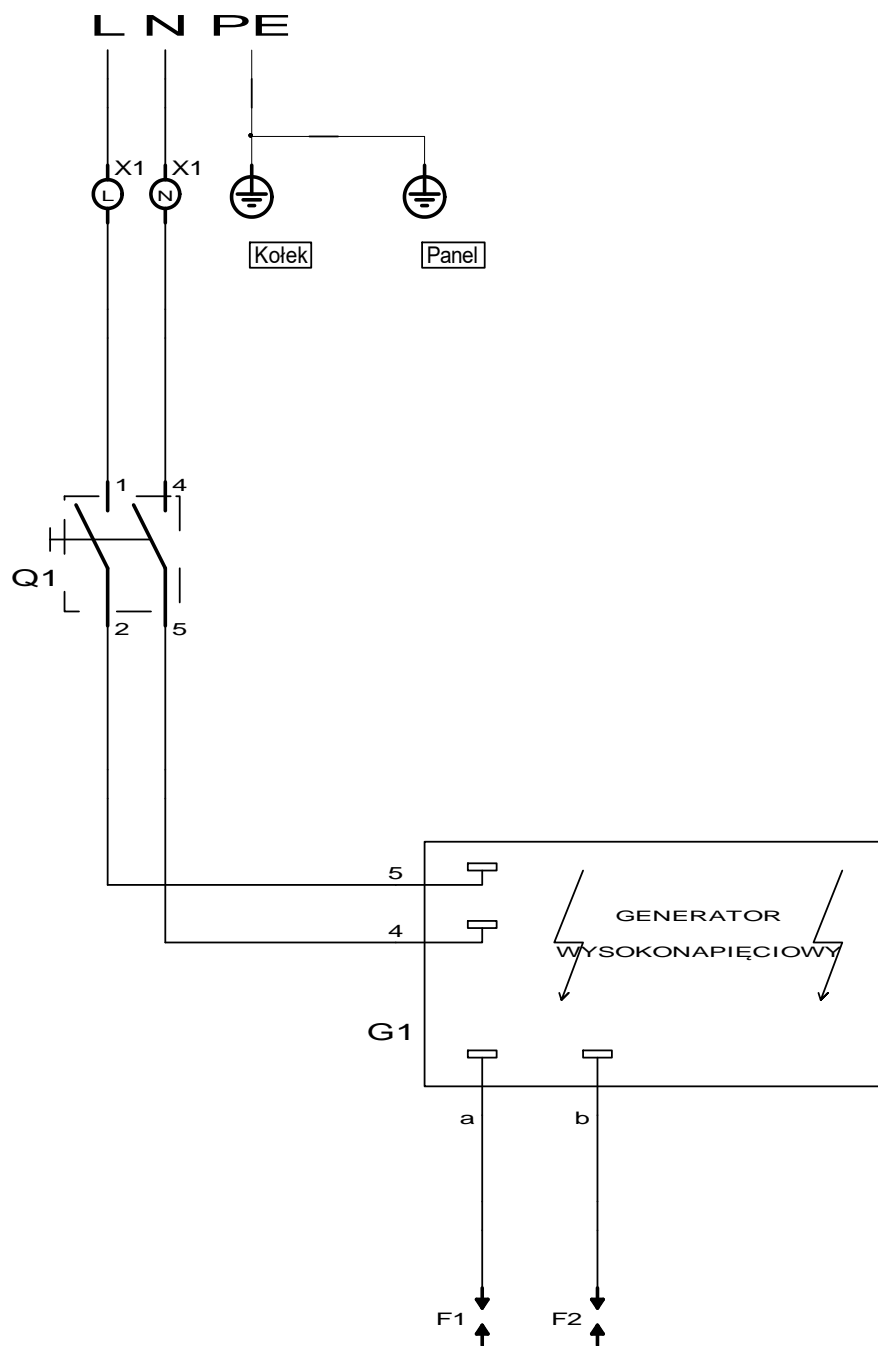 L N PE
X1 X1
L N
Kołek Panel
1 4
Q1
2 5
5
GENERATOR
4
WYSOKONAPIĘCIOWY
G1
a b
F1 F2